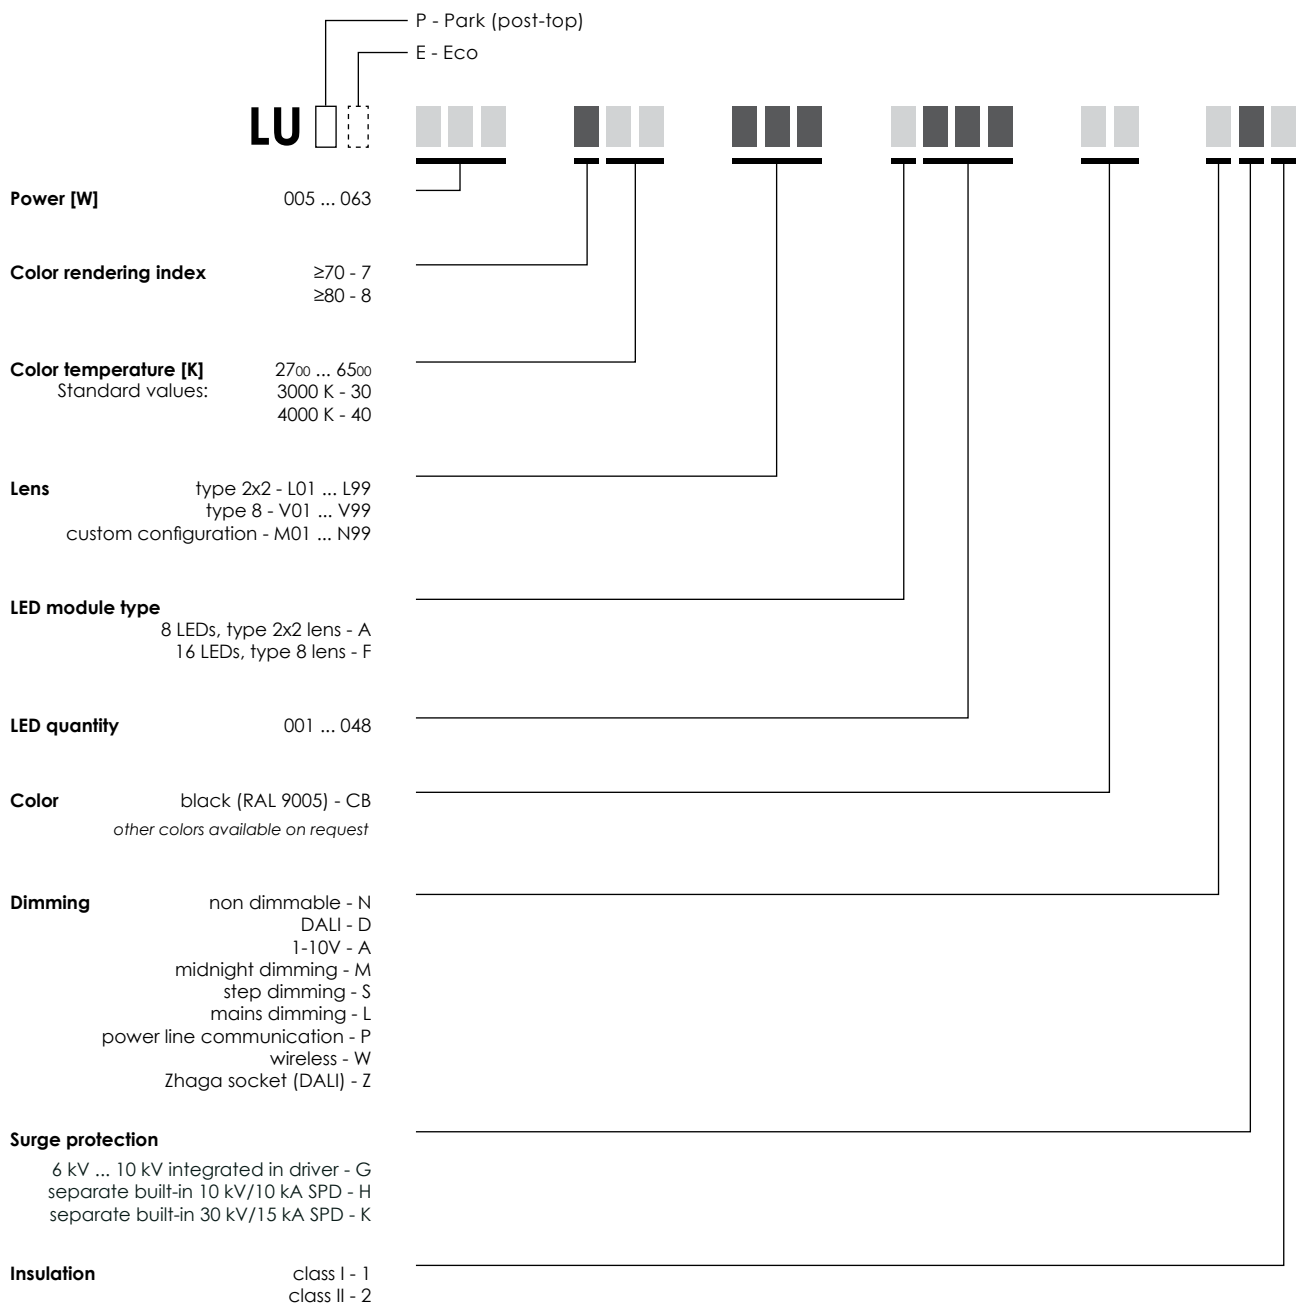 P - Park (post-top)
E - Eco
LU
Power [W] 005 ... 063
Color rendering index ≥70 - 7
≥80 - 8
Color temperature [K] 2700 ... 6500
Standard values: 3000 K - 30
4000 K - 40
Lens type 2x2 - L01 ... L99
type 8 - V01 ... V99
custom configuration - M01 ... N99
LED module type
8 LEDs, type 2x2 lens - A
16 LEDs, type 8 lens - F
LED quantity 001 ... 048
Color black (RAL 9005) - CB
other colors available on request
Dimming non dimmable - N
DALI - D
1-10V - A
midnight dimming - M
step dimming - S
mains dimming - L
power line communication - P
wireless - W
Zhaga socket (DALI) - Z
Surge protection
6 kV ... 10 kV integrated in driver - G
separate built-in 10 kV/10 kA SPD - H
separate built-in 30 kV/15 kA SPD - K
Insulation class I - 1
class II - 2